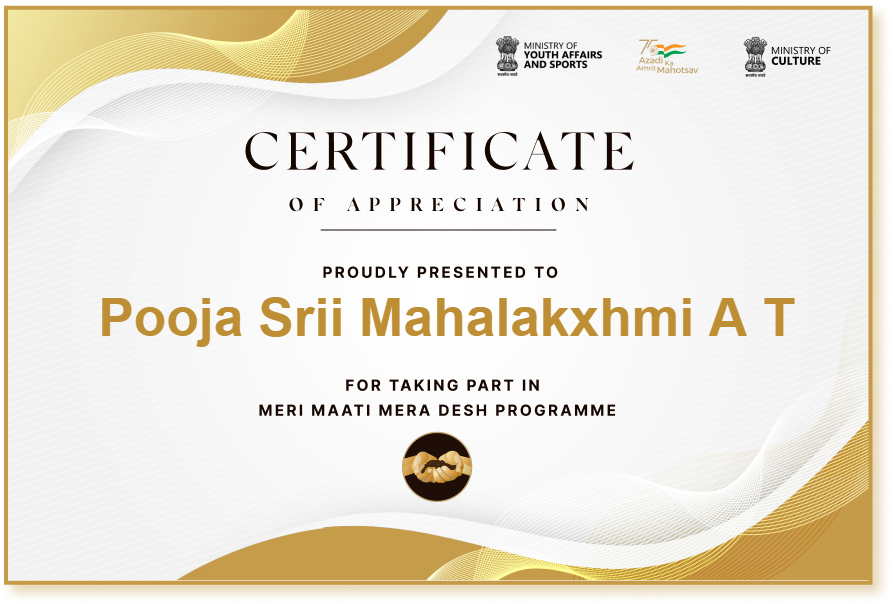 MINISTRY OF
YOUTH AFFAIRS
AND SPORTS
75
Azadi Ka
Amrit Mahotsav
MINISTRY OF
CULTURE
CERTIFICATE
OF APPRECIATION
PROUDLY PRESENTED TO
Pooja Srii Mahalakxhmi A T
FOR TAKING PART IN
MERI MAATI MERA DESH PROGRAMME